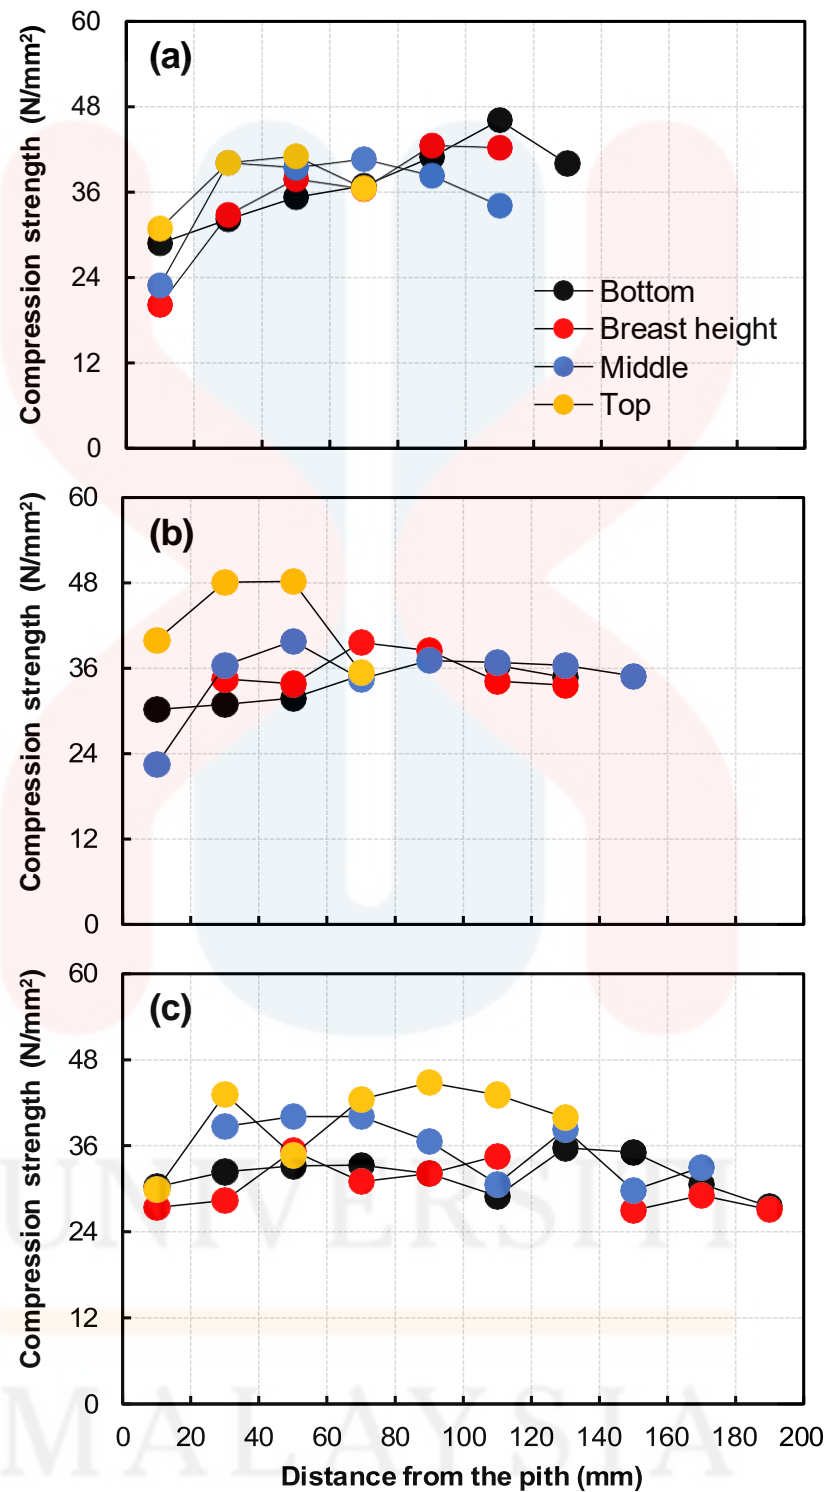 (a)
Compression strength (N/mm²)
60
48
36
24
12
0
Bottom
Breast height
Middle
Top
(b)
Compression strength (N/mm²)
60
48
36
24
12
0
(c)
Compression strength (N/mm²)
60
48
36
24
12
0
0 20 40 60 80 100 120 140 160 180 200
Distance from the pith (mm)
UNIVERSITI
MALAYSIA